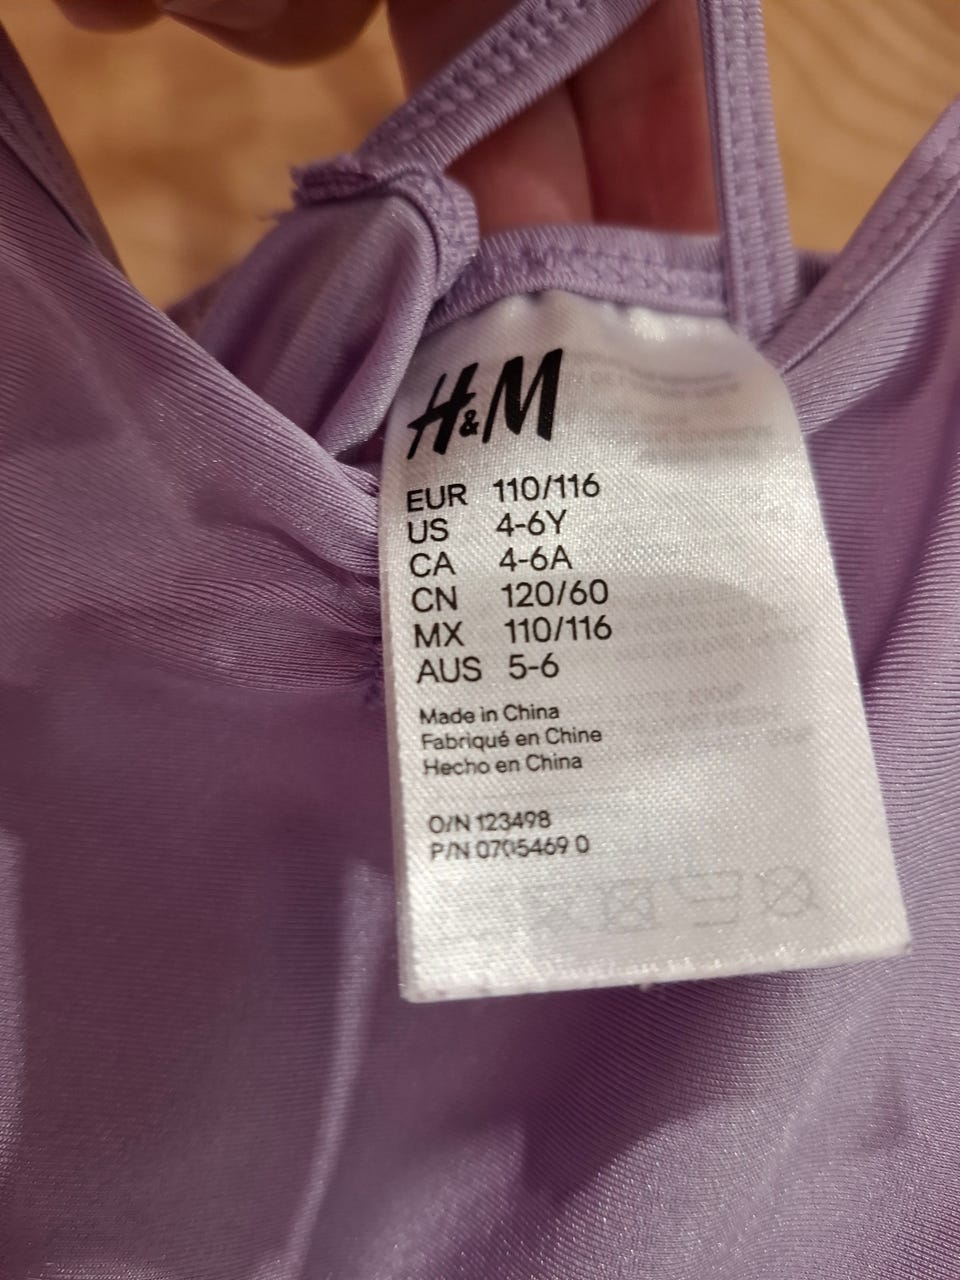 H&M
EUR 110/116
US 4-6Y
CA 4-6A
CN 120/60
MX 110/116
AUS 5-6
Made in China
Fabriqué en Chine
Hecho en China
O/N 123498
P/N 0705469 0